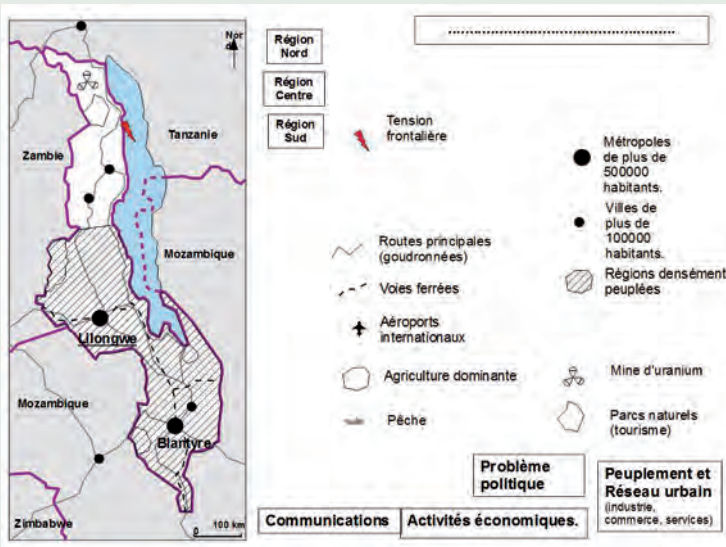 Nor
d
Tanzanie
Zambie
Mozambique
Lilongwe
Mozambique
Blantyre
Zimbabwe
0 100 km
Région
Nord
Région
Centre
Région
Sud
................................................
Tension
frontalière
Métropoles
de plus de
500000
habitants.
Villes de
plus de
100000
habitants.
Routes principales
(goudronnées)
Régions densément
peuplées
Voies ferrées
Aéroports
internationaux
Agriculture dominante
Mine d'uranium
Pêche
Parcs naturels
(tourisme)
Problème
politique
Peuplement et
Réseau urbain
(industrie,
commerce, services)
Communications
Activités économiques.